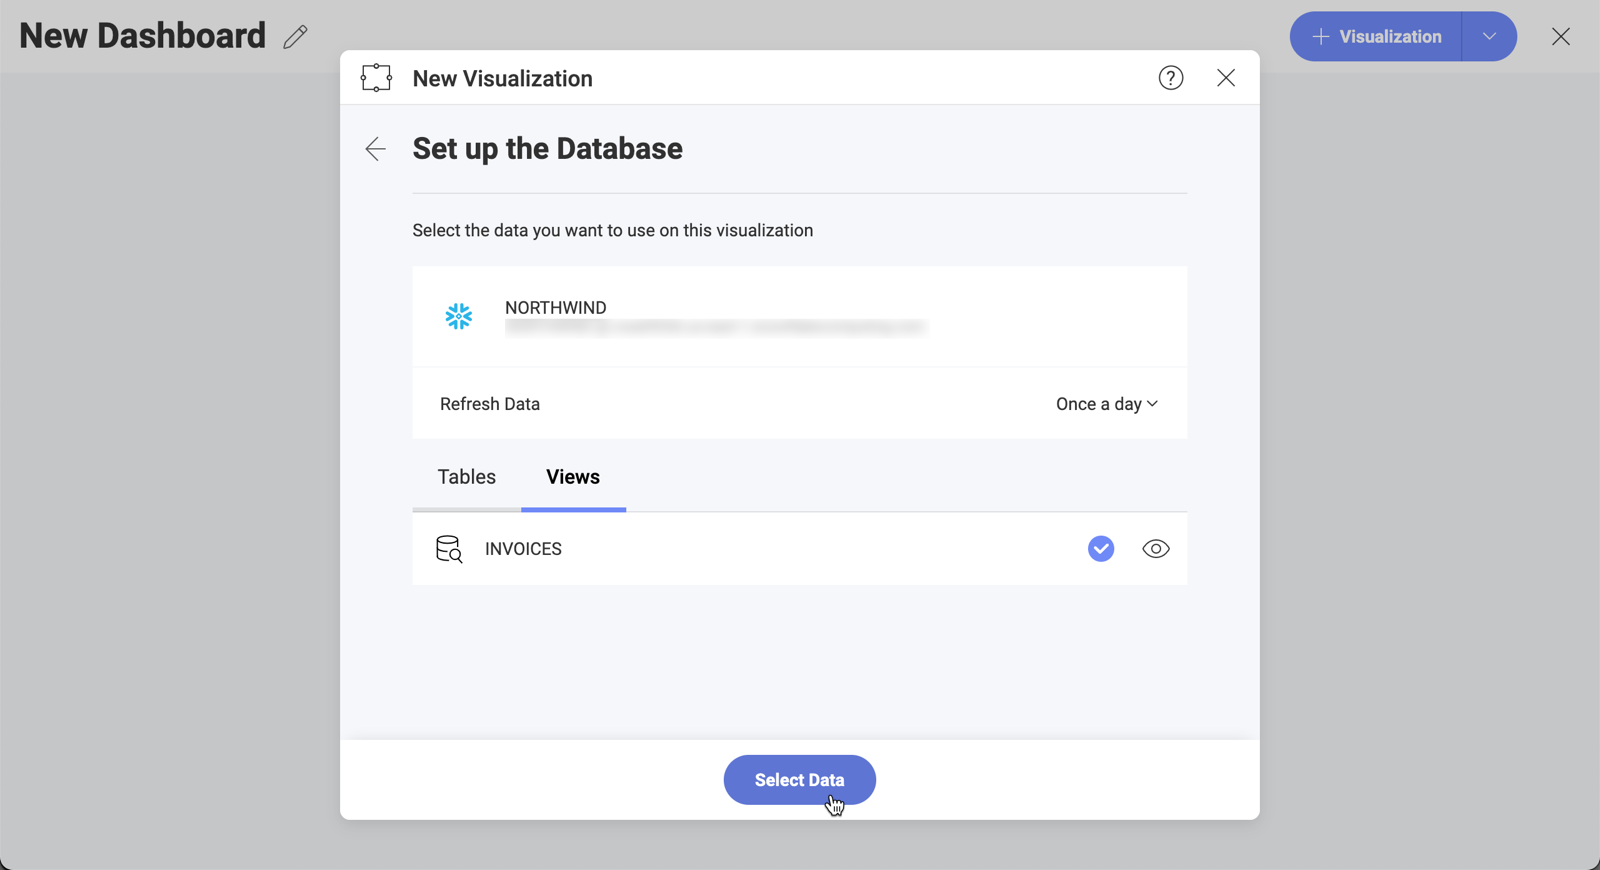 New Dashboard
Visualization
New Visualization
Set up the Database
Select the data you want to use on this visualization
NORTHWIND
Refresh Data
Once a day
Tables
Views
INVOICES
Select Data